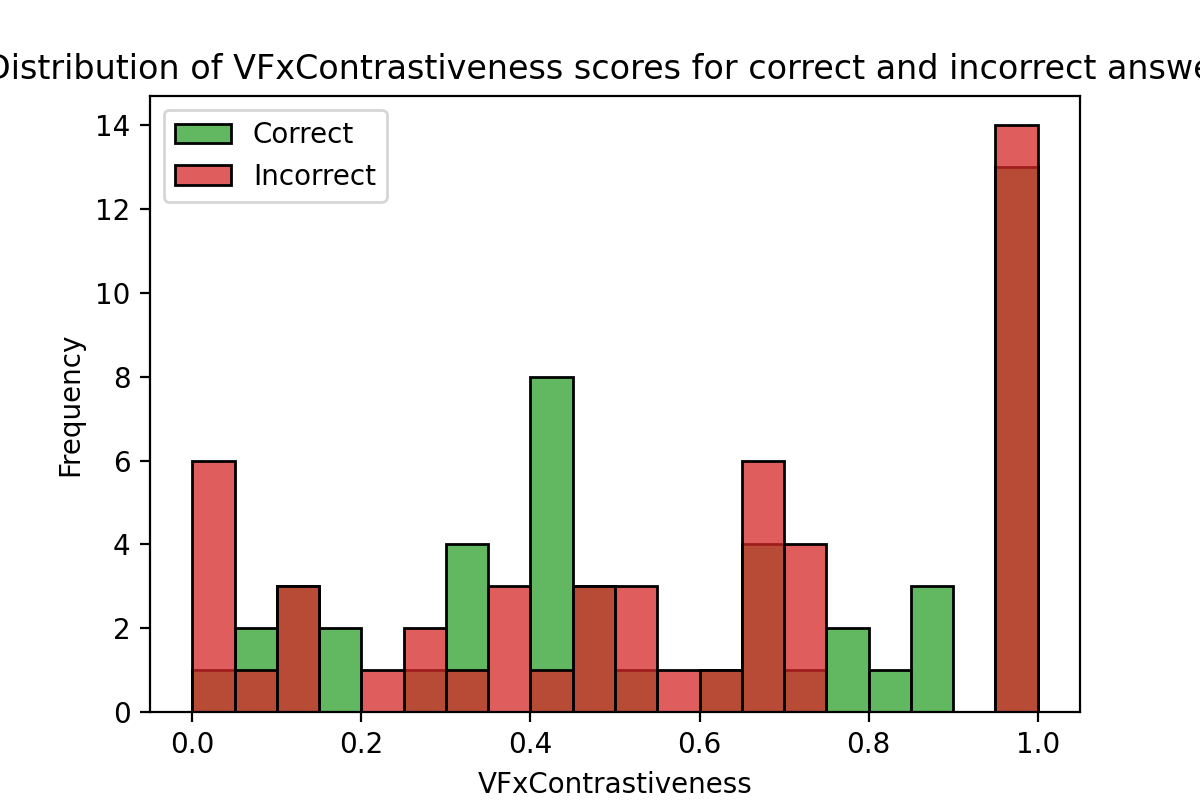 Distribution of VFxContrastiveness scores for correct and incorrect answe
Correct
Incorrect
14
12
10
8
6
4
2
0
Frequency
0.0 0.2 0.4 0.6 0.8 1.0
VFxContrastiveness